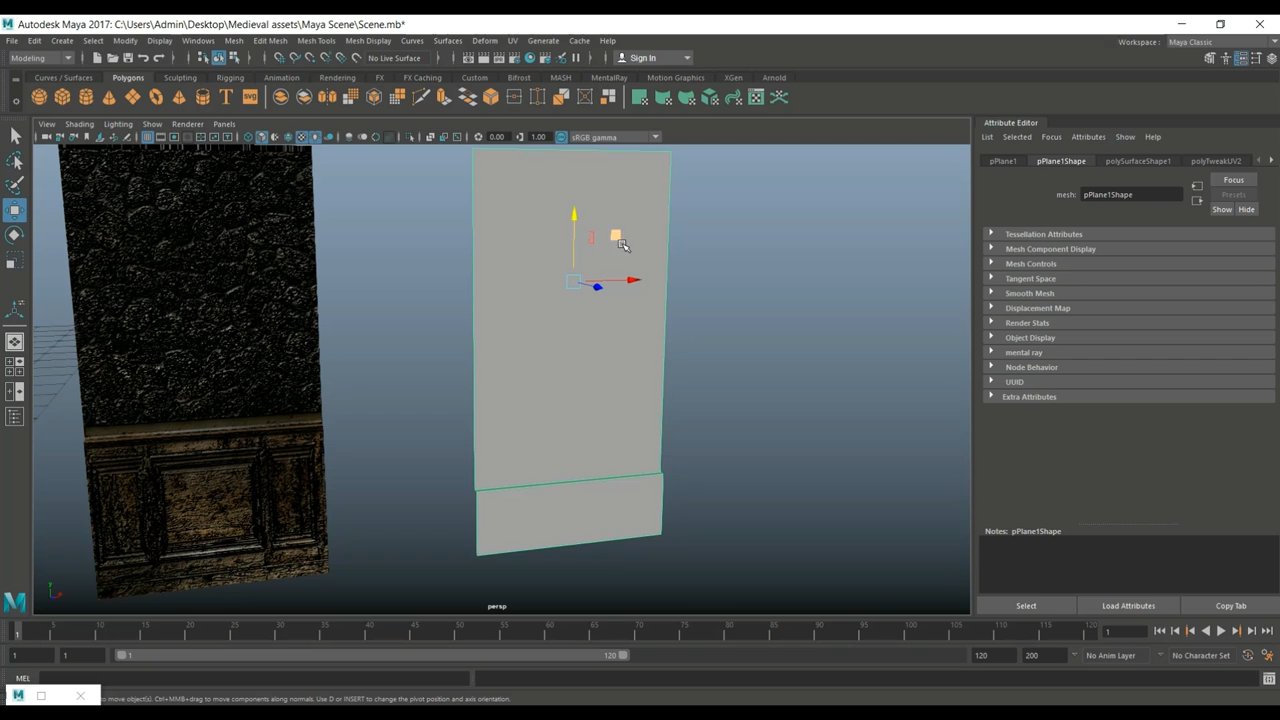 Autodesk Maya 2017: C:\Users\Admin\Desktop\Medieval assets\Maya Scene\Scene.mb*
File Edit Create Select Modify Display Windows Mesh Edit Mesh Mesh Tools Mesh Display Curves Surfaces Deform UV Generate Cache Help
Workspace : Maya Classic
Modeling No Live Surface Sign In
Curves / Surfaces Polygons Sculpting Rigging Animation Rendering FX FX Caching Custom Bifrost MASH MentalRay Motion Graphics XGen Arnold
View Shading Lighting Show Renderer Panels
0.00 1.00 sRGB gamma
persp
Attribute Editor
List Selected Focus Attributes Show Help
pPlane1 pPlane1Shape polySurfaceShape1 polyTweakUV2
Focus
mesh: pPlane1Shape Presets
Show Hide
Tessellation Attributes
Mesh Component Display
Mesh Controls
Tangent Space
Smooth Mesh
Displacement Map
Render Stats
Object Display
mental ray
Node Behavior
UUID
Extra Attributes
Notes: pPlane1Shape
Select Load Attributes Copy Tab
1 5 10 15 20 25 30 35 40 45 50 55 60 65 70 75 80 85 90 95 100 105 110 115 120 1
1 1 1 120 120 200 No Anim Layer No Character Set
MEL
to move object(s). Ctrl+MMB+drag to move components along normals. Use D or INSERT to change the pivot position and axis orientation.